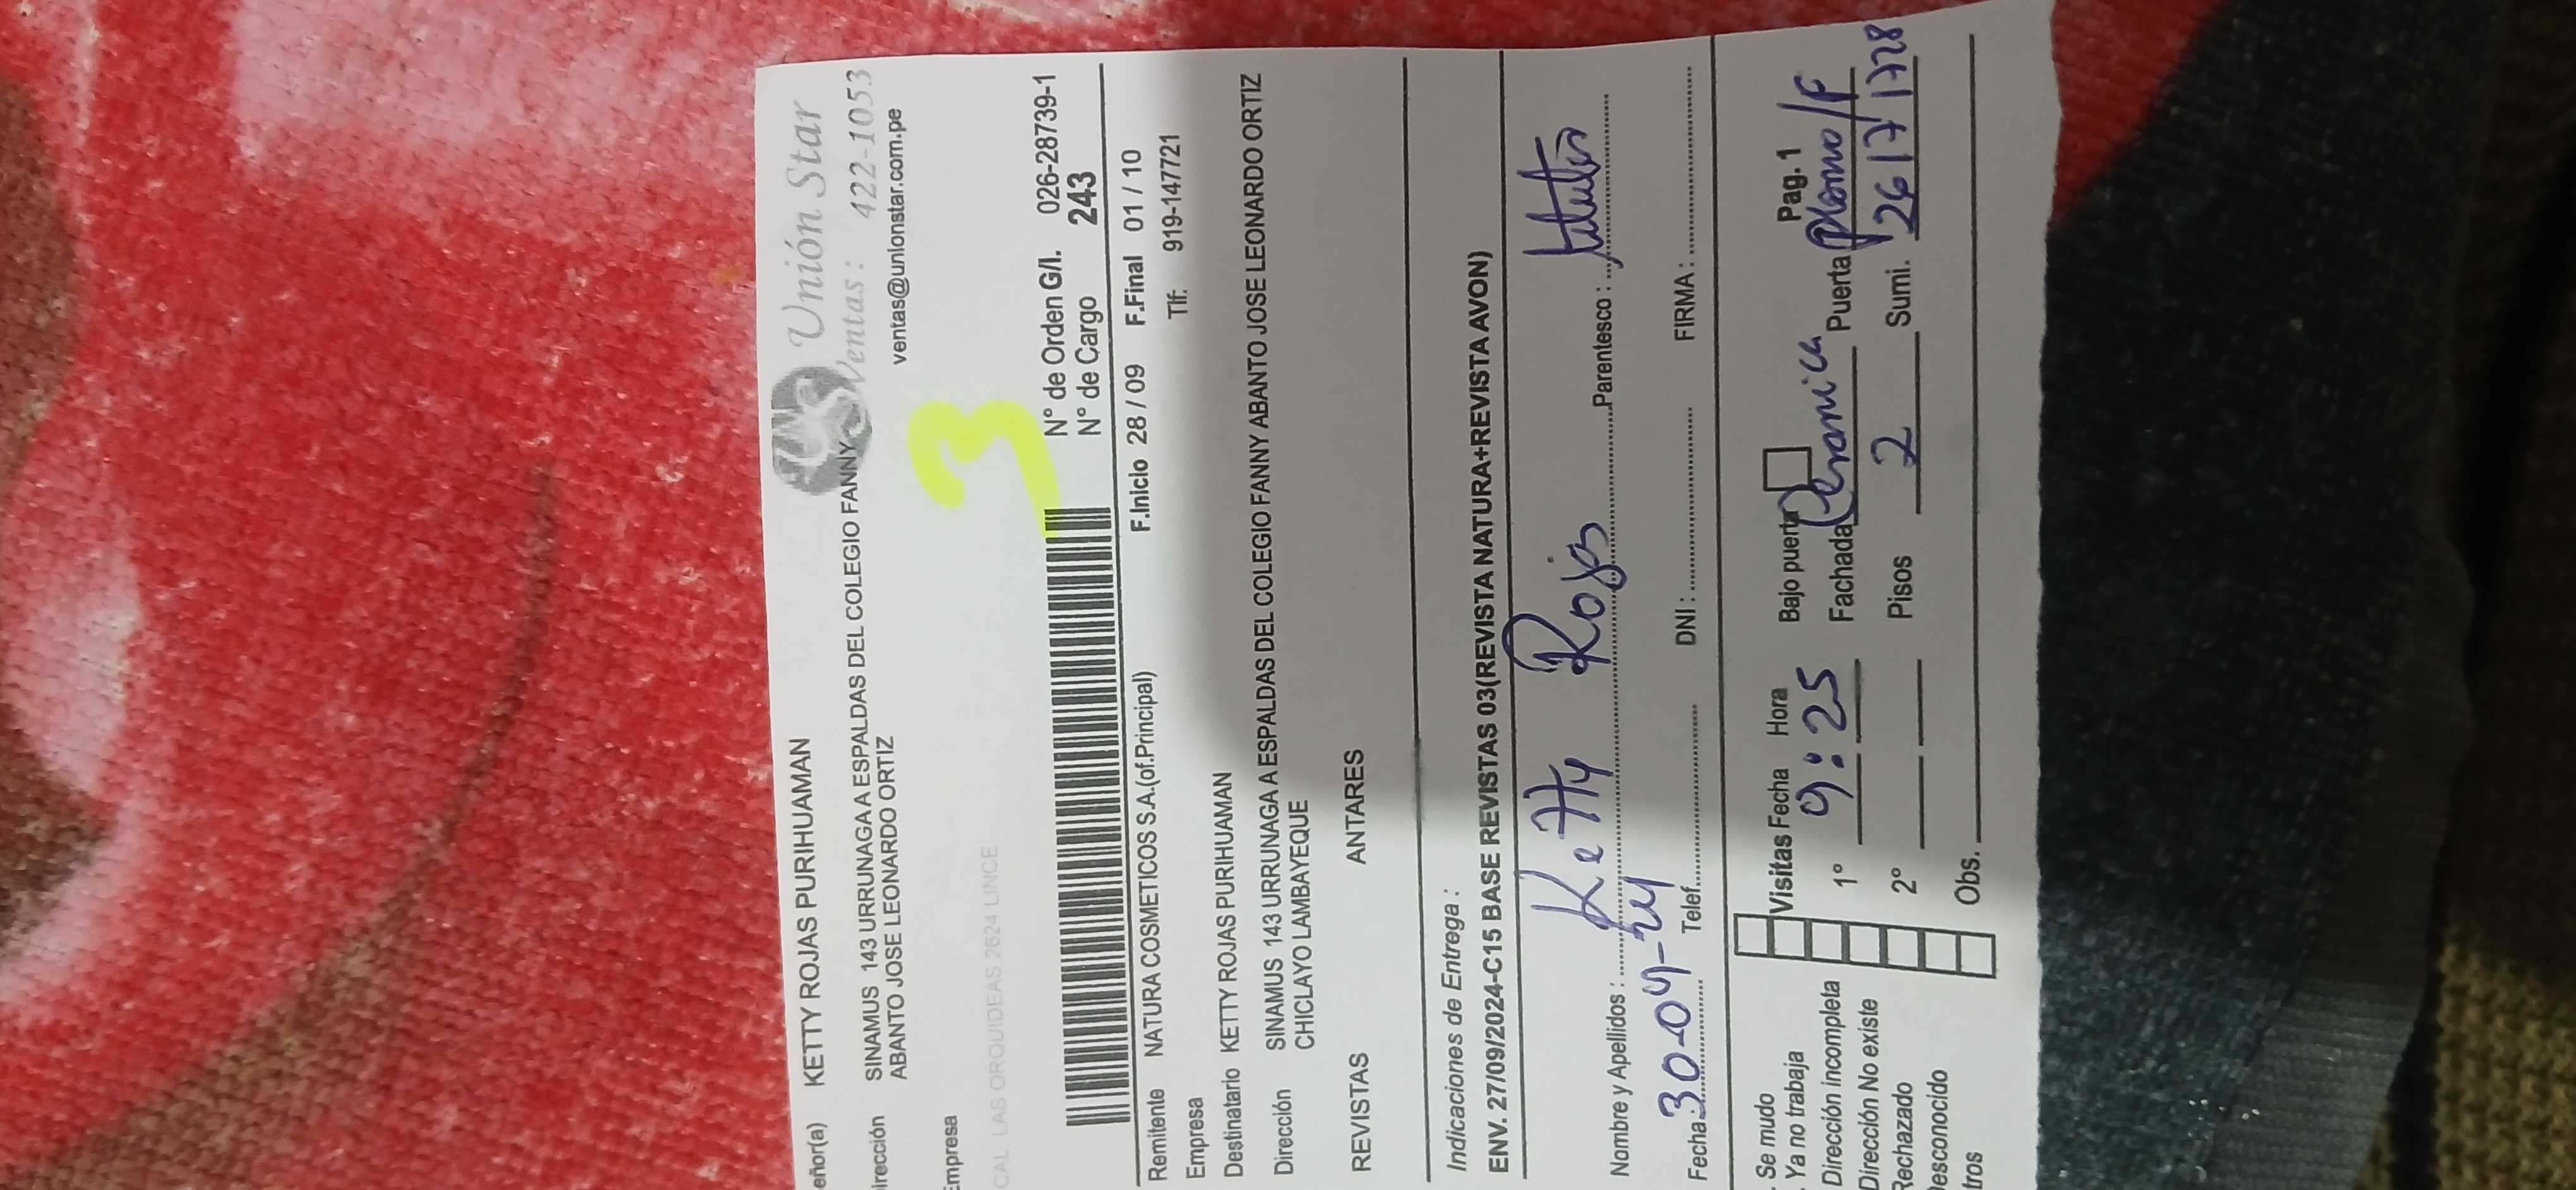 Unión Star
Ventas: 422-1053
ventas@unionstar.com.pe
eñor(a) KETTY ROJAS PURIHUAMAN
irección SINAMUS 143 URRUNAGA A ESPALDAS DEL COLEGIO FANNY
ABANTO JOSE LEONARDO ORTIZ
Empresa
3
CAL LAS ORQUIDEAS 2624 LINCE
N° de Orden G/I. 026-28739-1
N° de Cargo 243
Remitente NATURA COSMETICOS S.A.(of.Principal) F.Inicio 28 / 09 F.Final 01 / 10
Empresa Tlf: 919-147721
Destinatario KETTY ROJAS PURIHUAMAN
Dirección SINAMUS 143 URRUNAGA A ESPALDAS DEL COLEGIO FANNY ABANTO JOSE LEONARDO ORTIZ
CHICLAYO LAMBAYEQUE
REVISTAS ANTARES
Indicaciones de Entrega :
ENV. 27/09/2024-C15 BASE REVISTAS 03(REVISTA NATURA+REVISTA AVON)
Nombre y Apellidos : Ketty Rojas Parentesco :
Fecha 30-09-24 Telef. DNI : FIRMA :
Pag. 1
Se mudo Visitas Fecha Hora Bajo puerta
Ya no trabaja
Dirección incompleta 1° 9:25 Fachada Puerta plomo/F
Dirección No existe
Rechazado 2° Pisos 2 Sumi. 26171728
Desconocido
tros Obs.